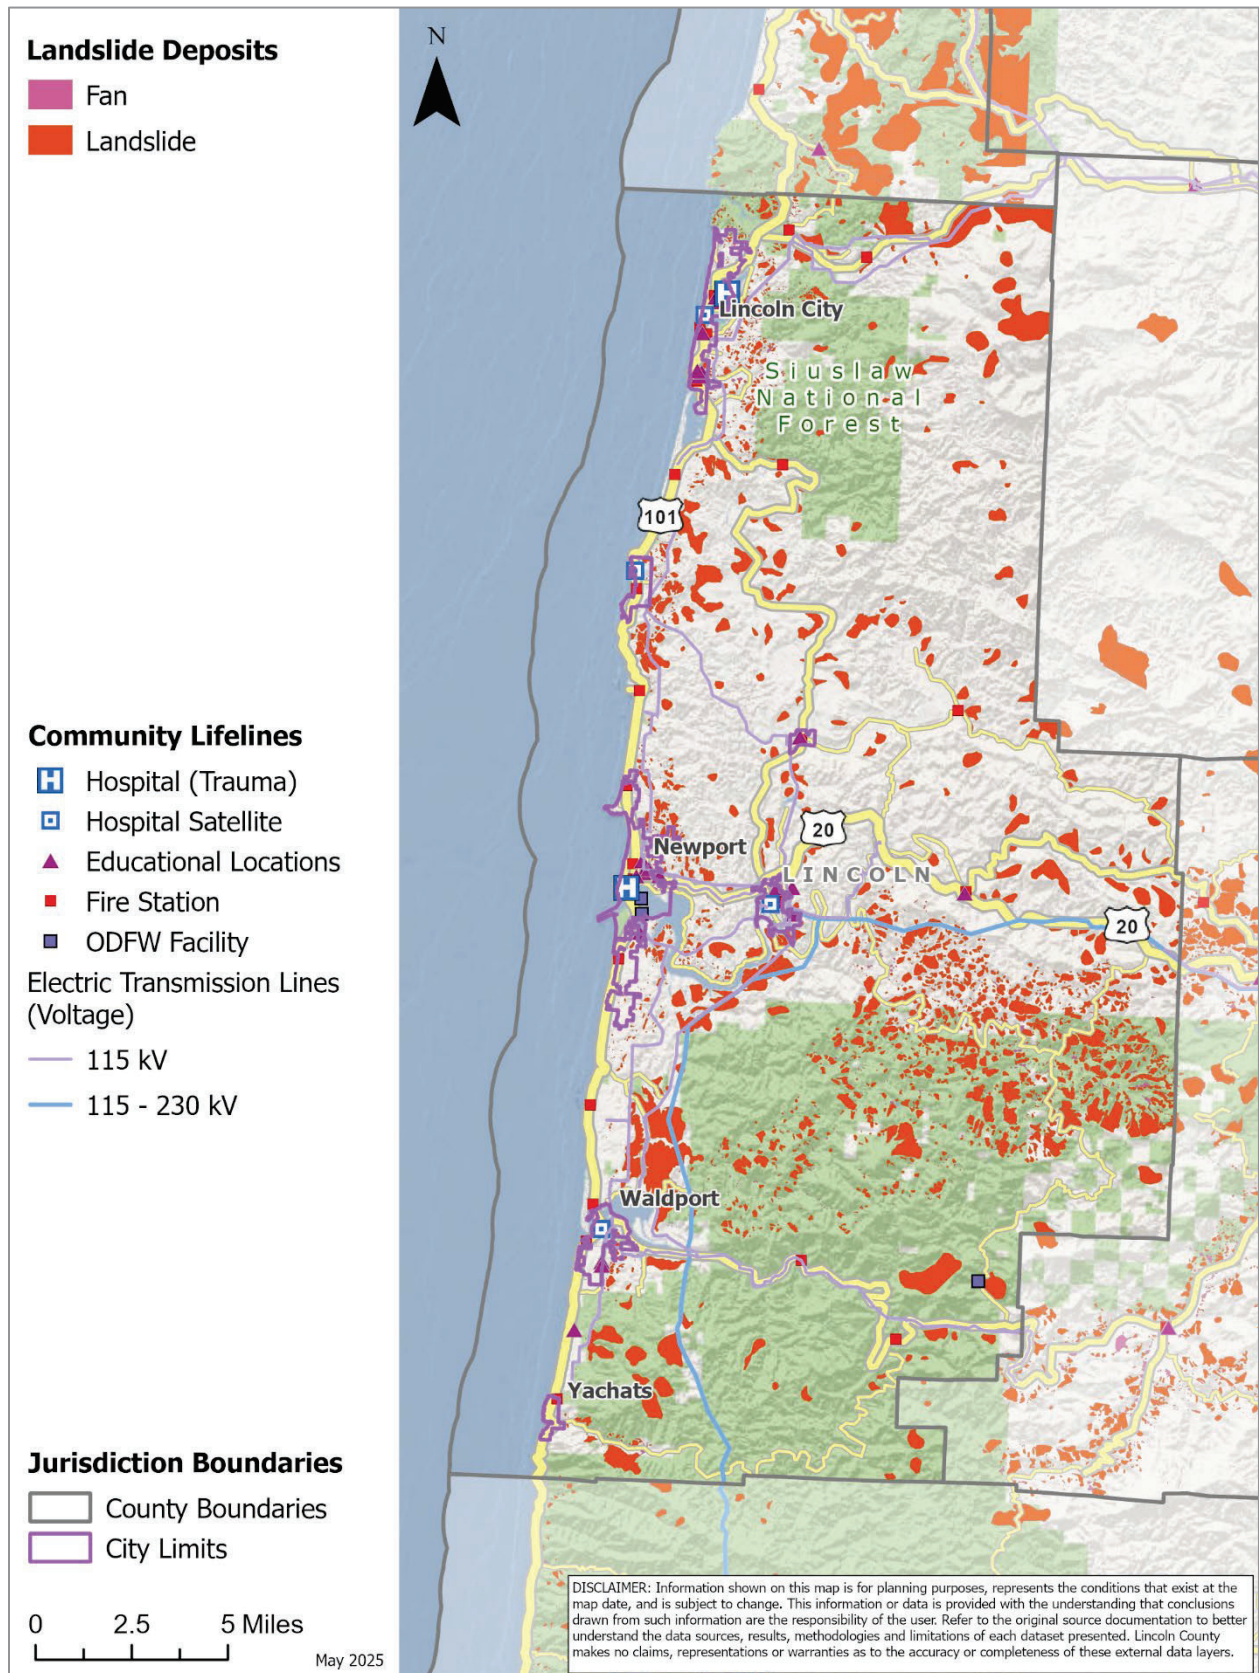 Landslide Deposits
Fan
Landslide
Community Lifelines
Hospital (Trauma)
Hospital Satellite
Educational Locations
Fire Station
ODFW Facility
Electric Transmission Lines
(Voltage)
115 kV
115 - 230 kV
Jurisdiction Boundaries
County Boundaries
City Limits
0 2.5 5 Miles
May 2025
N
H
Lincoln City
Siuslaw
National
Forest
101
20
Newport
LINCOLN
H
20
Waldport
Yachats
DISCLAIMER: Information shown on this map is for planning purposes, represents the conditions that exist at the
map date, and is subject to change. This information or data is provided with the understanding that conclusions
drawn from such information are the responsibility of the user. Refer to the original source documentation to better
understand the data sources, results, methodologies and limitations of each dataset presented. Lincoln County
makes no claims, representations or warranties as to the accuracy or completeness of these external data layers.